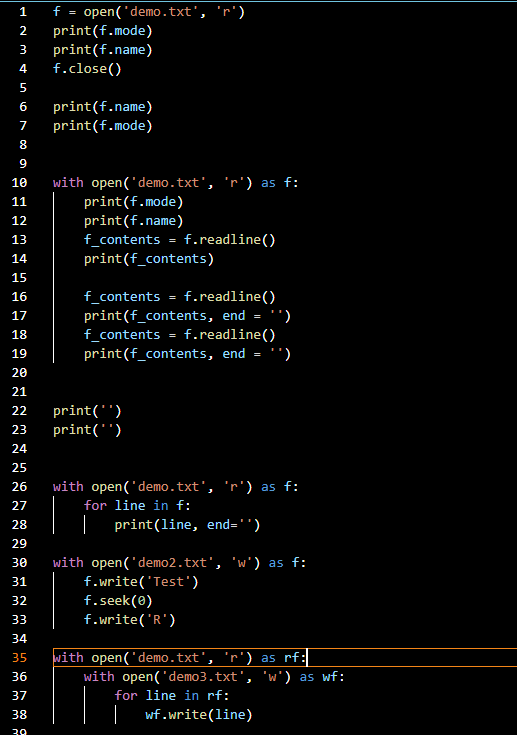 1 f = open('demo.txt', 'r')
2 print(f.mode)
3 print(f.name)
4 f.close()
5
6 print(f.name)
7 print(f.mode)
8
9
10 with open('demo.txt', 'r') as f:
11     print(f.mode)
12     print(f.name)
13     f_contents = f.readline()
14     print(f_contents)
15
16     f_contents = f.readline()
17     print(f_contents, end = '')
18     f_contents = f.readline()
19     print(f_contents, end = '')
20
21
22 print('')
23 print('')
24
25
26 with open('demo.txt', 'r') as f:
27     for line in f:
28         print(line, end='')
29
30 with open('demo2.txt', 'w') as f:
31     f.write('Test')
32     f.seek(0)
33     f.write('R')
34
35 with open('demo.txt', 'r') as rf:
36     with open('demo3.txt', 'w') as wf:
37         for line in rf:
38             wf.write(line)
39